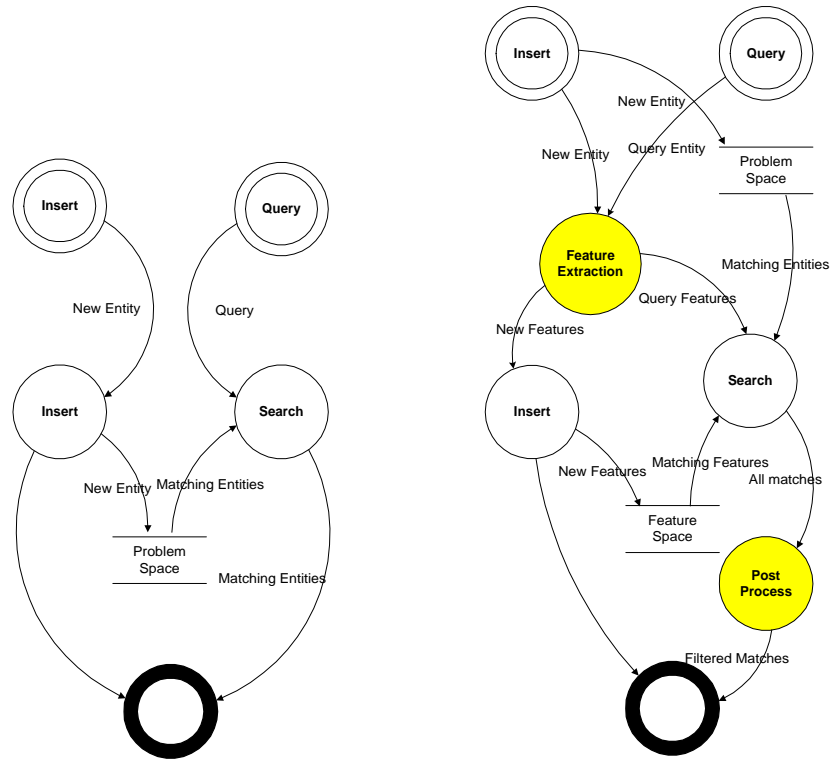 Insert
Query
New Entity
Query
Insert
Search
New Entity
Matching Entities
Problem
Space
Matching Entities
Insert
Query
New Entity
New Entity
Query Entity
Problem
Space
Feature
Extraction
Matching Entities
Query Features
New Features
Search
Insert
Matching Features
New Features
All matches
Feature
Space
Post
Process
Filtered Matches